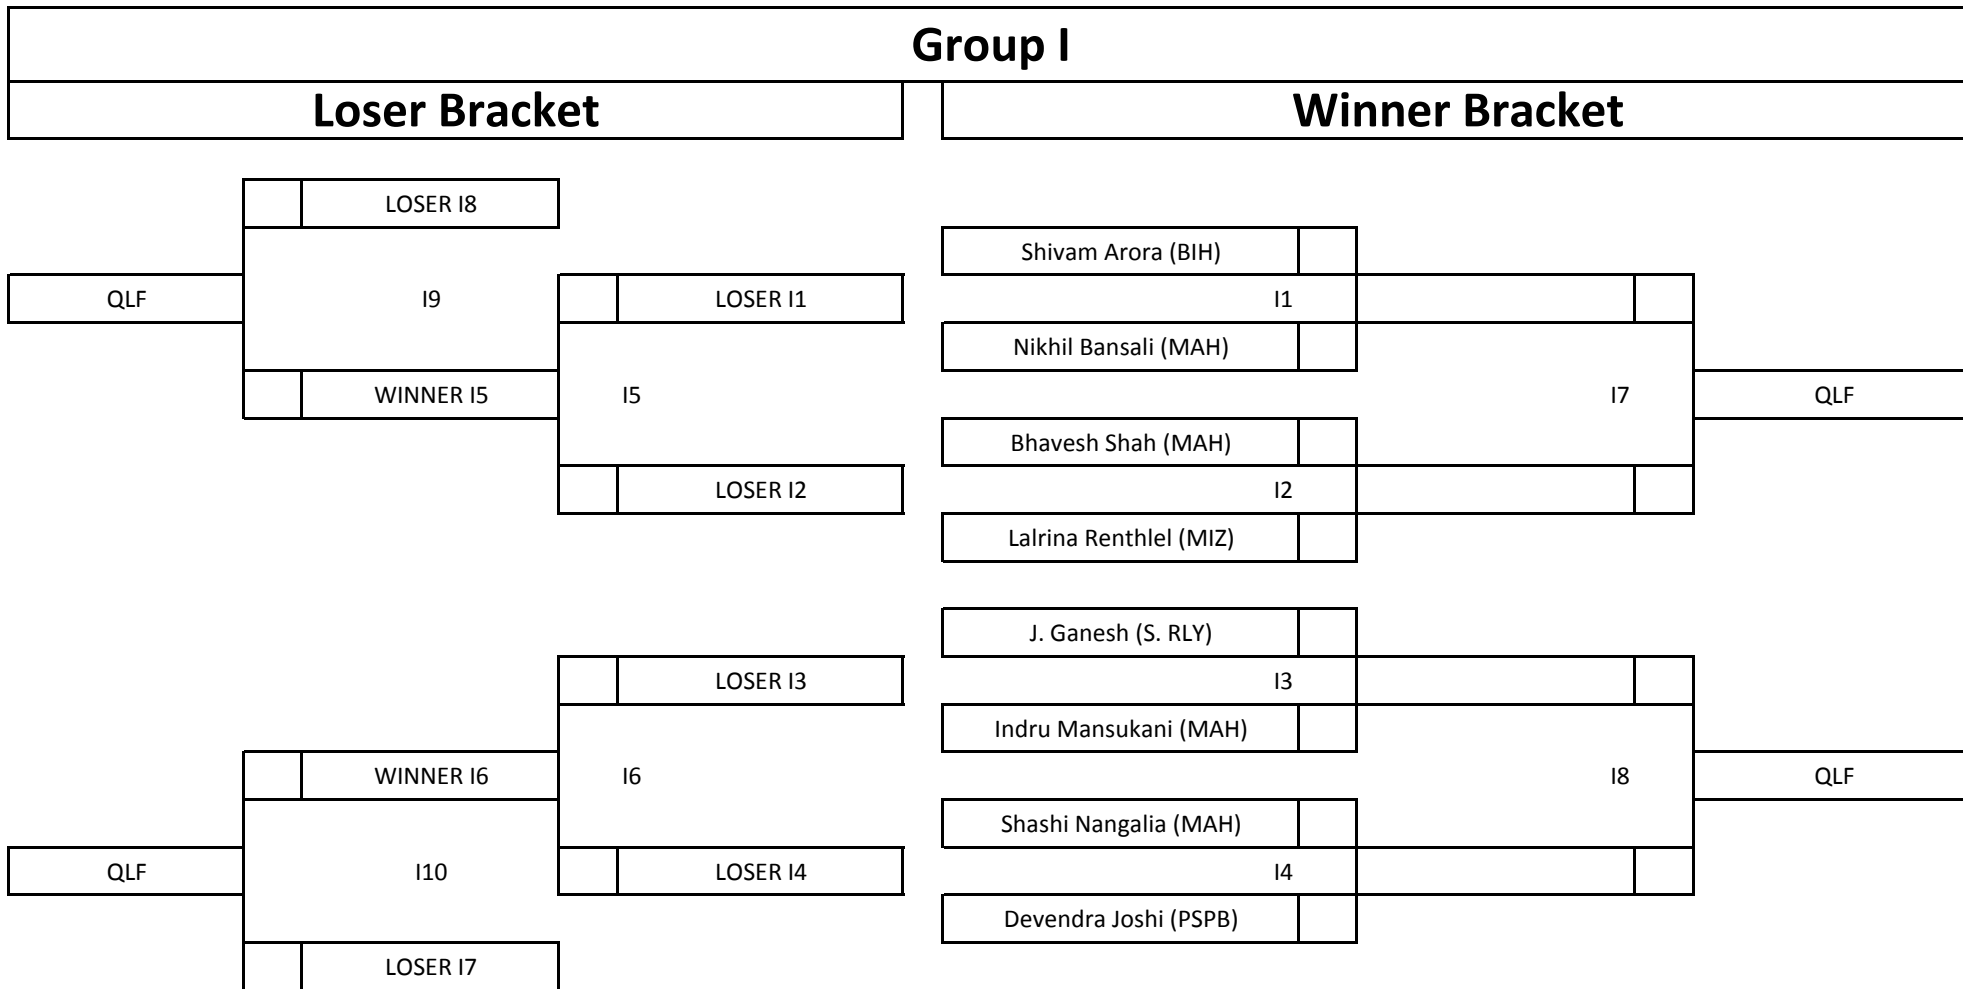 Group I
Loser Bracket
Winner Bracket
LOSER I8
Shivam Arora (BIH)
QLF
I9
LOSER I1
I1
Nikhil Bansali (MAH)
WINNER I5
I5
I7
QLF
Bhavesh Shah (MAH)
LOSER I2
I2
Lalrina Renthlel (MIZ)
J. Ganesh (S. RLY)
LOSER I3
I3
Indru Mansukani (MAH)
WINNER I6
I6
I8
QLF
Shashi Nangalia (MAH)
QLF
I10
LOSER I4
I4
Devendra Joshi (PSPB)
LOSER I7